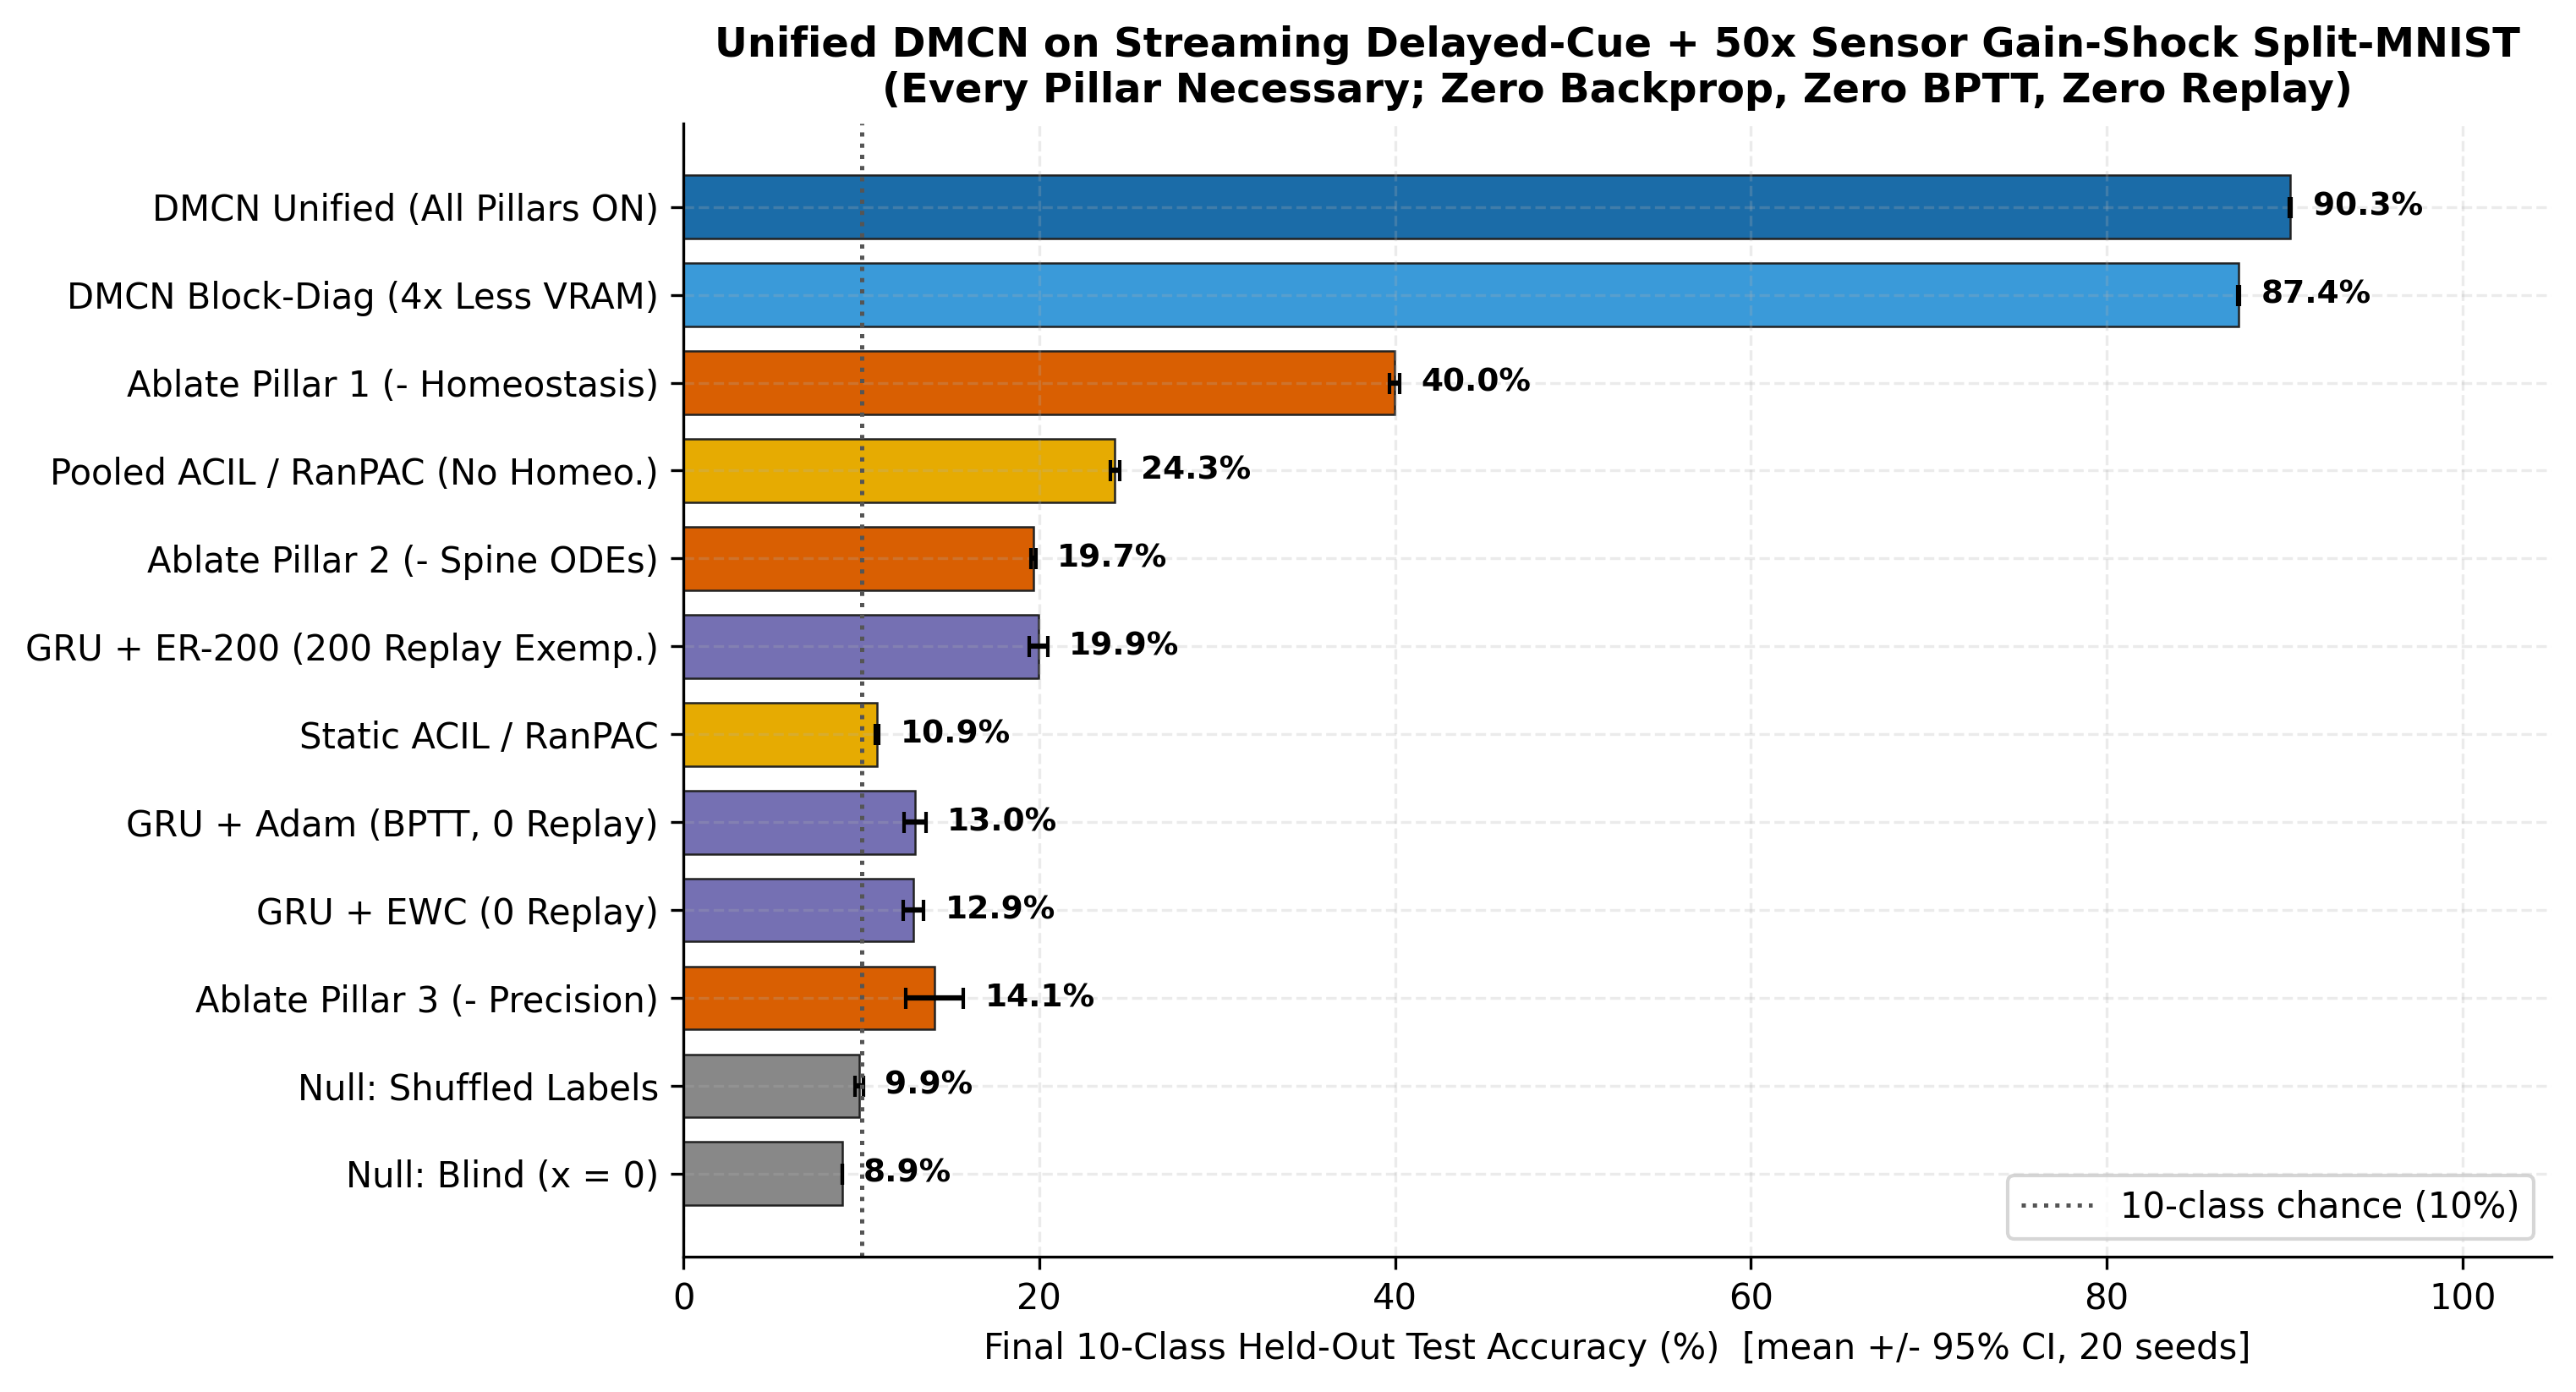 Unified DMCN on Streaming Delayed-Cue + 50x Sensor Gain-Shock Split-MNIST
(Every Pillar Necessary; Zero Backprop, Zero BPTT, Zero Replay)
DMCN Unified (All Pillars ON)
90.3%
DMCN Block-Diag (4x Less VRAM)
87.4%
Ablate Pillar 1 (- Homeostasis)
40.0%
Pooled ACIL / RanPAC (No Homeo.)
24.3%
Ablate Pillar 2 (- Spine ODEs)
19.7%
GRU + ER-200 (200 Replay Exemp.)
19.9%
Static ACIL / RanPAC
10.9%
GRU + Adam (BPTT, 0 Replay)
13.0%
GRU + EWC (0 Replay)
12.9%
Ablate Pillar 3 (- Precision)
14.1%
Null: Shuffled Labels
9.9%
Null: Blind (x = 0)
8.9%
10-class chance (10%)
0 20 40 60 80 100
Final 10-Class Held-Out Test Accuracy (%) [mean +/- 95% CI, 20 seeds]